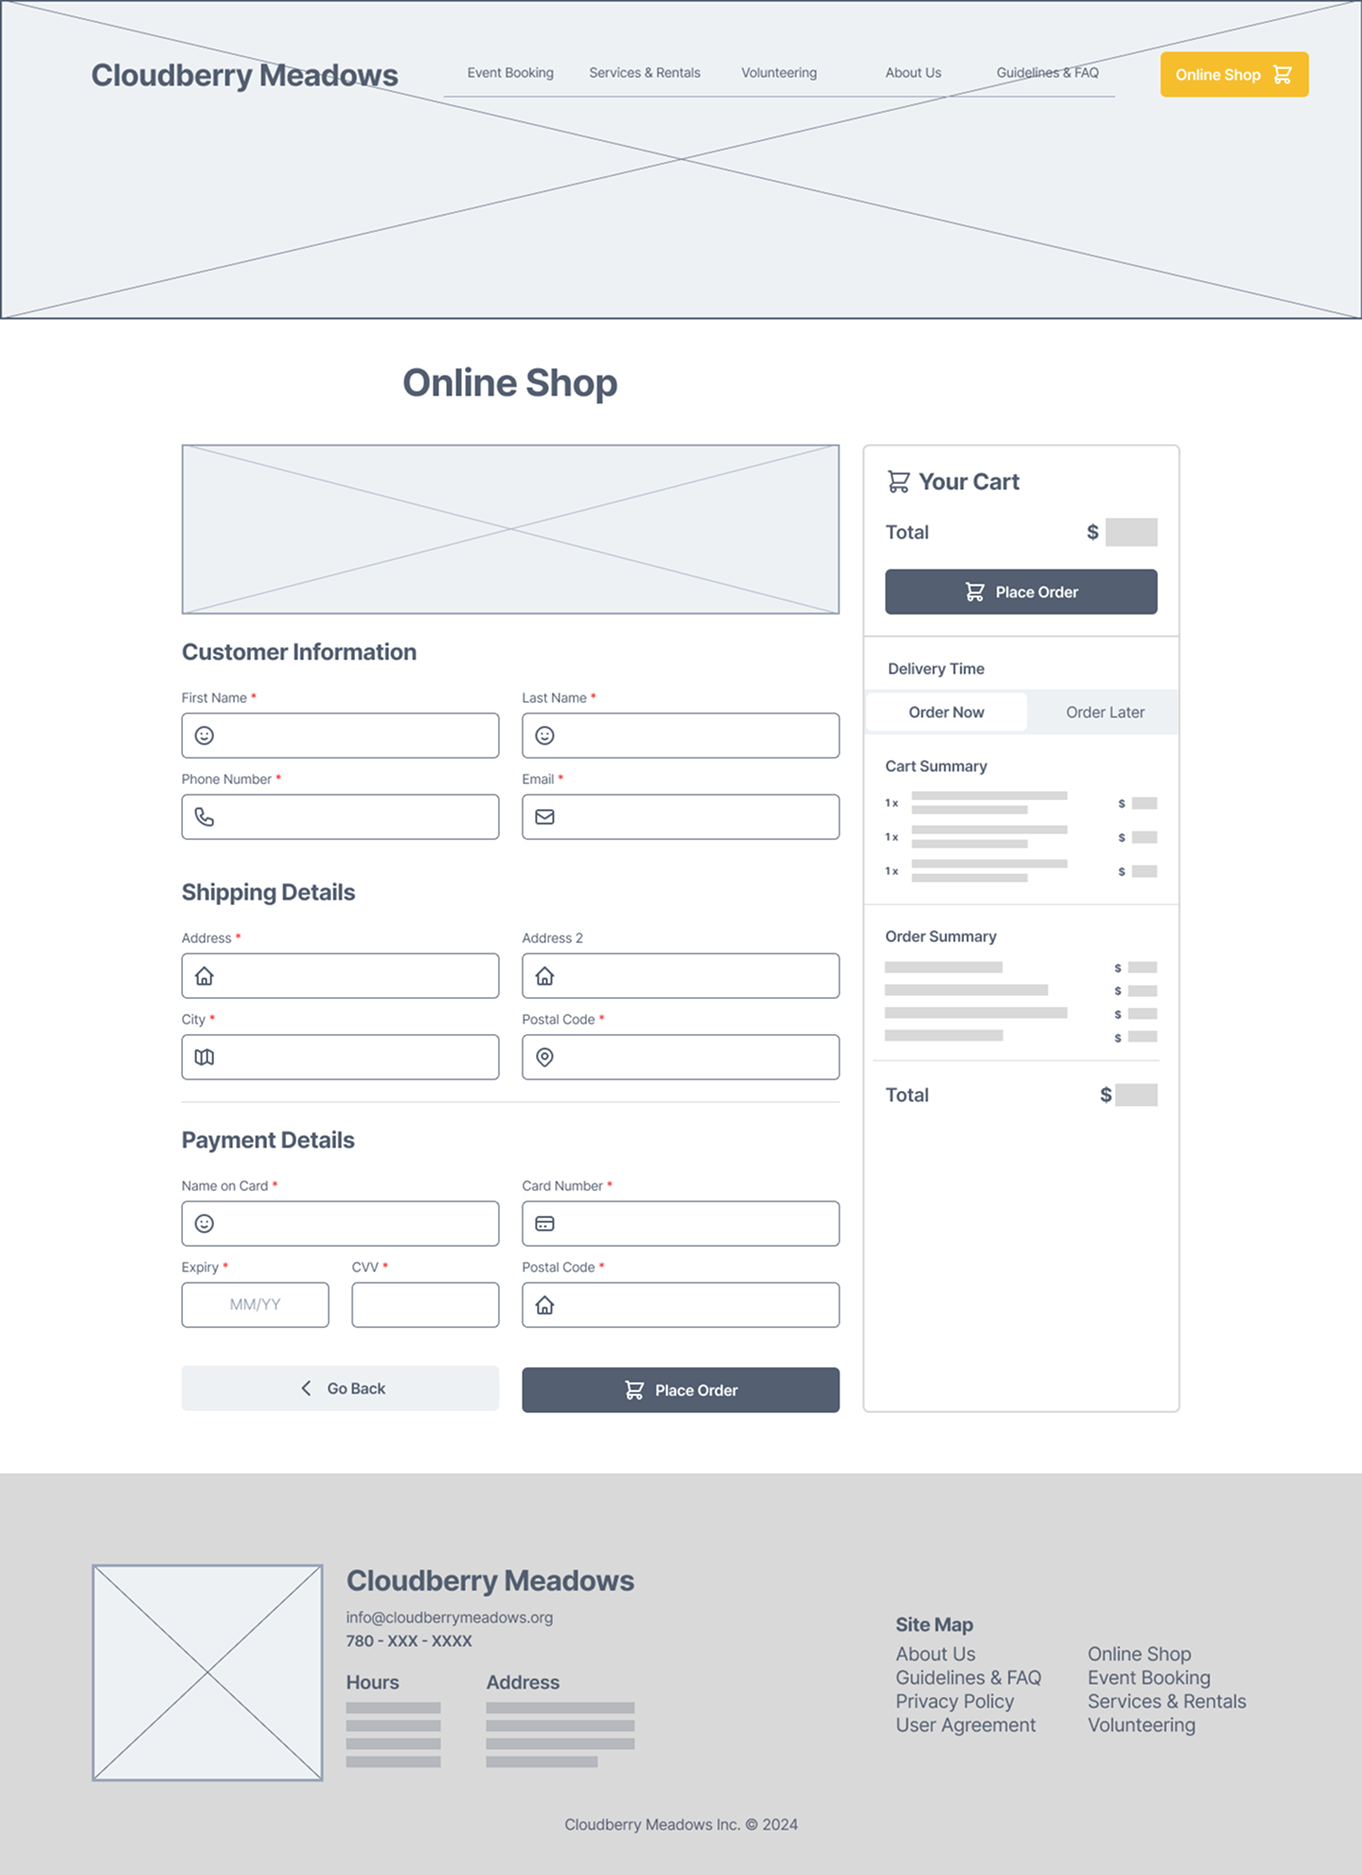 Cloudberry Meadows
Event Booking
Services & Rentals
Volunteering
About Us
Guidelines & FAQ
Online Shop
Online Shop
Customer Information
First Name *
Last Name *
Phone Number *
Email *
Shipping Details
Address *
Address 2
City *
Postal Code *
Payment Details
Name on Card *
Card Number *
Expiry *
CVV *
Postal Code *
MM/YY
Go Back
Place Order
Your Cart
Total $
Place Order
Delivery Time
Order Now
Order Later
Cart Summary
1 x $
1 x $
1 x $
Order Summary
$
$
$
$
Total $
Cloudberry Meadows
info@cloudberrymeadows.org
780 - XXX - XXXX
Hours
Address
Site Map
About Us
Guidelines & FAQ
Privacy Policy
User Agreement
Online Shop
Event Booking
Services & Rentals
Volunteering
Cloudberry Meadows Inc. © 2024